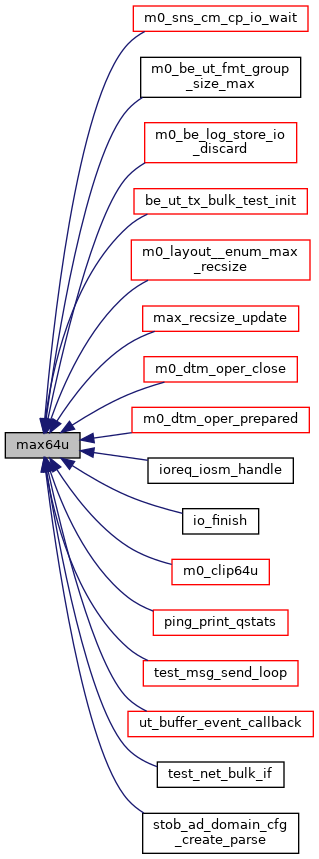 m0_sns_cm_cp_io_wait
m0_be_ut_fmt_group
_size_max
m0_be_log_store_io
_discard
be_ut_tx_bulk_test_init
m0_layout__enum_max
_recsize
max_recsize_update
m0_dtm_oper_close
m0_dtm_oper_prepared
max64u
ioreq_iosm_handle
io_finish
m0_clip64u
ping_print_qstats
test_msg_send_loop
ut_buffer_event_callback
test_net_bulk_if
stob_ad_domain_cfg
_create_parse